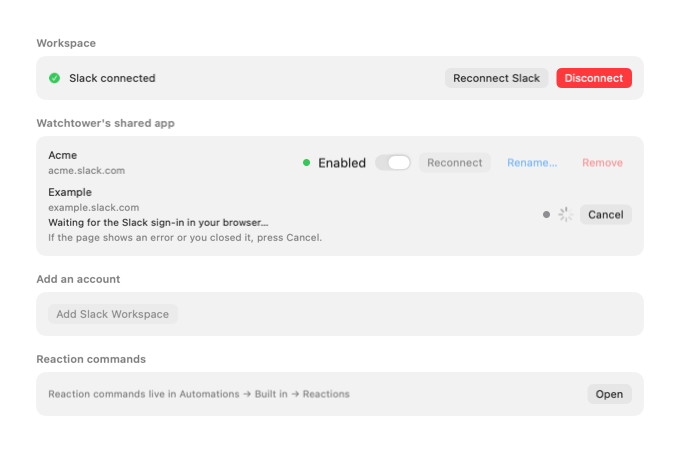 Workspace
Slack connected
Reconnect Slack
Disconnect
Watchtower's shared app
Acme
acme.slack.com
Enabled
Reconnect
Rename...
Remove
Example
example.slack.com
Waiting for the Slack sign-in in your browser...
If the page shows an error or you closed it, press Cancel.
Cancel
Add an account
Add Slack Workspace
Reaction commands
Reaction commands live in Automations → Built in → Reactions
Open